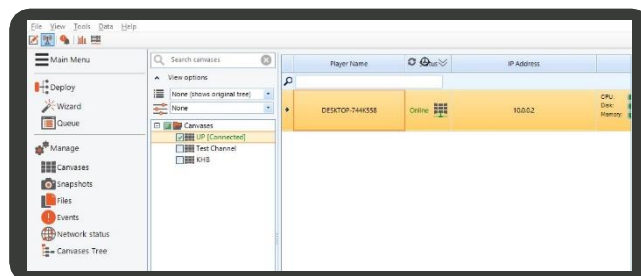 File View Tools Data Help
Main Menu
Deploy
Wizard
Queue
Manage
Canvases
Snapshots
Files
Events
Network status
Canvases Tree
Search canvases
View options
None (shows original tree)
None
Canvases
UP [Connected]
Test Channel
KHB
Player Name Status IP Address
DESKTOP-744K558 Online 10.0.0.2
CPU:
Disk:
Memory: